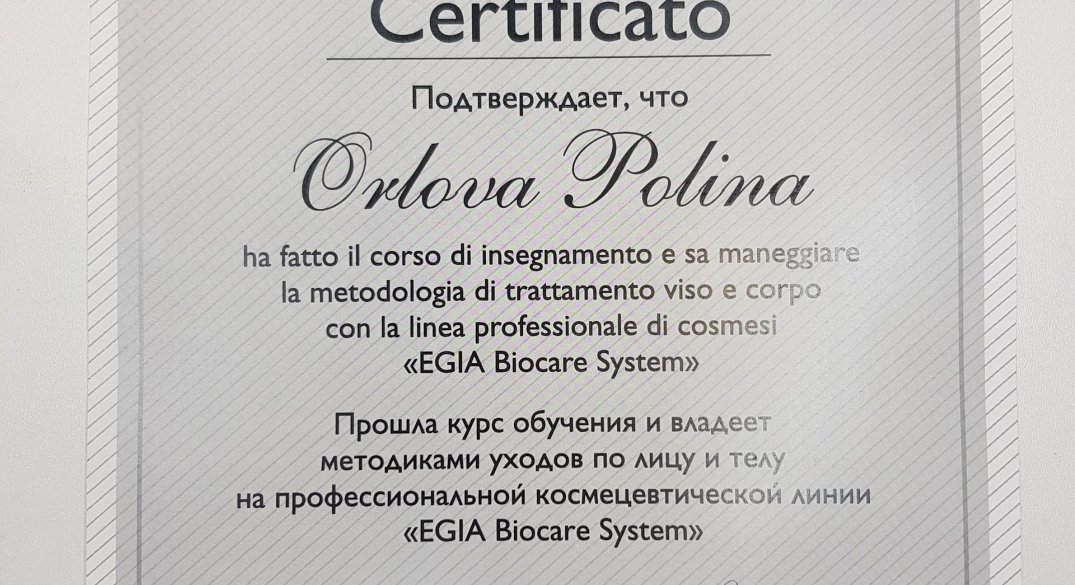 Certificato
Подтверждает, что
Orlova Polina
ha fatto il corso di insegnamento e sa maneggiare
la metodologia di trattamento viso e corpo
con la linea professionale di cosmesi
«EGIA Biocare System»
Прошла курс обучения и владеет
методиками уходов по лицу и телу
на профессиональной космецевтической линии
«EGIA Biocare System»